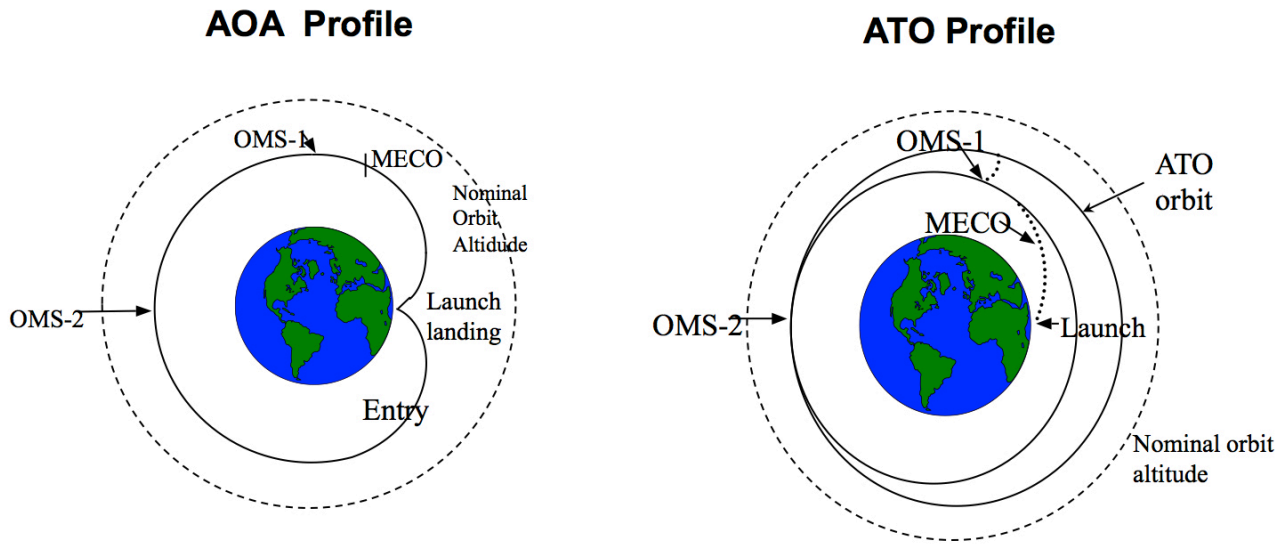 AOA Profile
OMS-1
MECO
Nominal
Orbit
Altidude
OMS-2
Launch
landing
Entry
ATO Profile
OMS-1
ATO
orbit
MECO
OMS-2
Launch
Nominal orbit
altitude